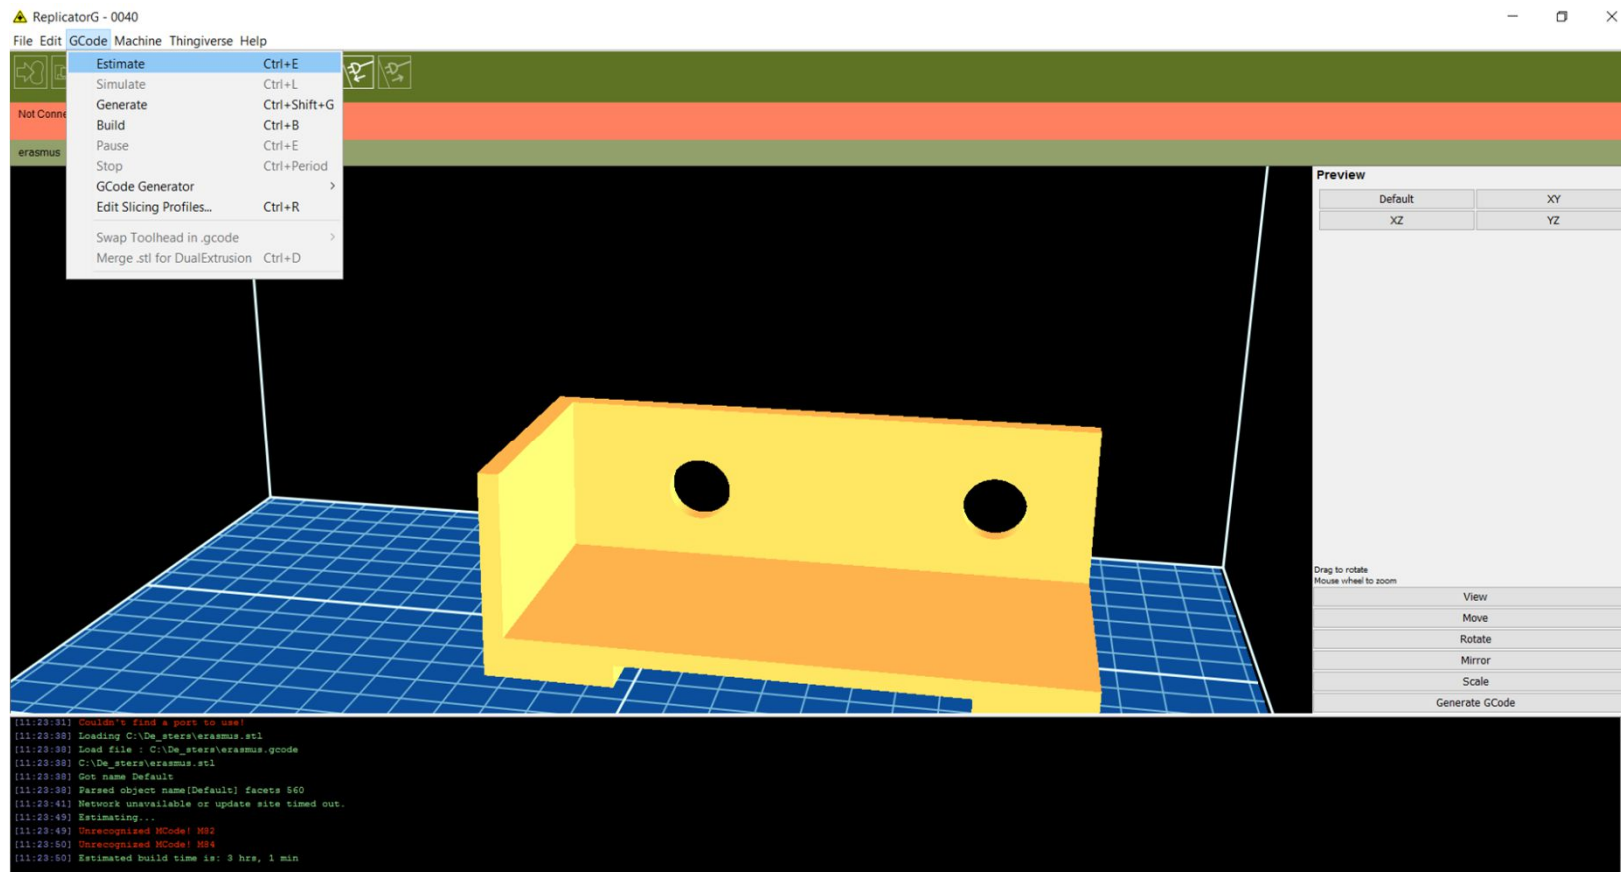 ReplicatorG - 0040
File Edit GCode Machine Thingiverse Help
Estimate Ctrl+E
Simulate Ctrl+L
Generate Ctrl+Shift+G
Build Ctrl+B
Pause Ctrl+E
Stop Ctrl+Period
GCode Generator
Edit Slicing Profiles... Ctrl+R
Swap Toolhead in .gcode
Merge .stl for DualExtrusion Ctrl+D
Not Conne
erasmus
Preview
Default XY
XZ YZ
Drag to rotate
Mouse wheel to zoom
View
Move
Rotate
Mirror
Scale
Generate GCode
[11:23:31] Couldn't find a port to use!
[11:23:38] Loading C:\De_sters\erasmus.stl
[11:23:38] Load file : C:\De_sters\erasmus.gcode
[11:23:38] C:\De_sters\erasmus.stl
[11:23:38] Got name Default
[11:23:38] Parsed object name[Default] facets 560
[11:23:41] Network unavailable or update site timed out.
[11:23:49] Estimating...
[11:23:49] Unrecognized MCode! M82
[11:23:50] Unrecognized MCode! M84
[11:23:50] Estimated build time is: 3 hrs, 1 min